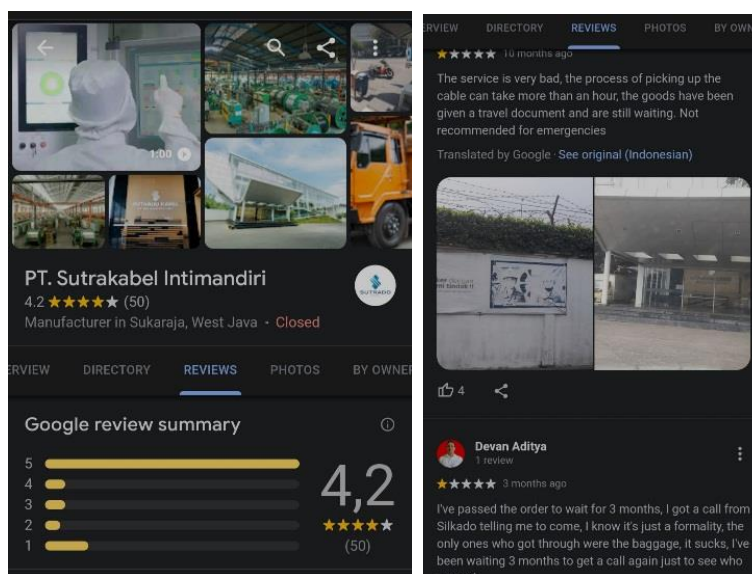 1:00
PT. Sutrakabel Intimandiri
4.2 (50)
SUTRADO
Manufacturer in Sukaraja, West Java • Closed
DIRECTORY REVIEWS PHOTOS BY OWNER
Google review summary
5
4
3
2
1
4,2
(50)
DIRECTORY REVIEWS PHOTOS
10 months ago
The service is very bad, the process of picking up the
cable can take more than an hour, the goods have been
given a travel document and are still waiting. Not
recommended for emergencies
Translated by Google · See original (Indonesian)
4
Devan Aditya
1 review
3 months ago
I've passed the order to wait for 3 months, I got a call from
Silkado telling me to come, I know it's just a formality, the
only ones who got through were the baggage, it sucks, I've
been waiting 3 months to get a call again just to see who